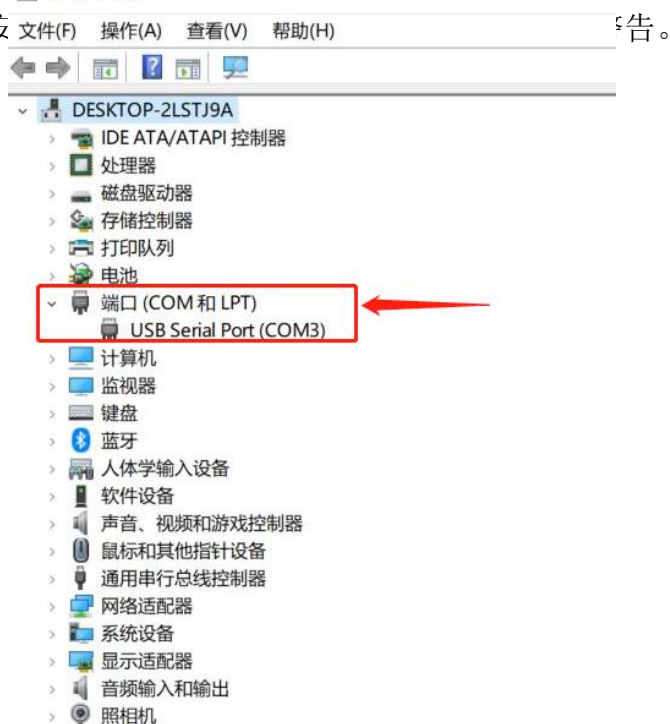 文件(F) 操作(A) 查看(V) 帮助(H) 告。
DESKTOP-2LSTJ9A
IDE ATA/ATAPI 控制器
处理器
磁盘驱动器
存储控制器
打印队列
电池
端口 (COM 和 LPT)
USB Serial Port (COM3)
计算机
监视器
键盘
蓝牙
人体学输入设备
软件设备
声音、视频和游戏控制器
鼠标和其他指针设备
通用串行总线控制器
网络适配器
系统设备
显示适配器
音频输入和输出
照相机